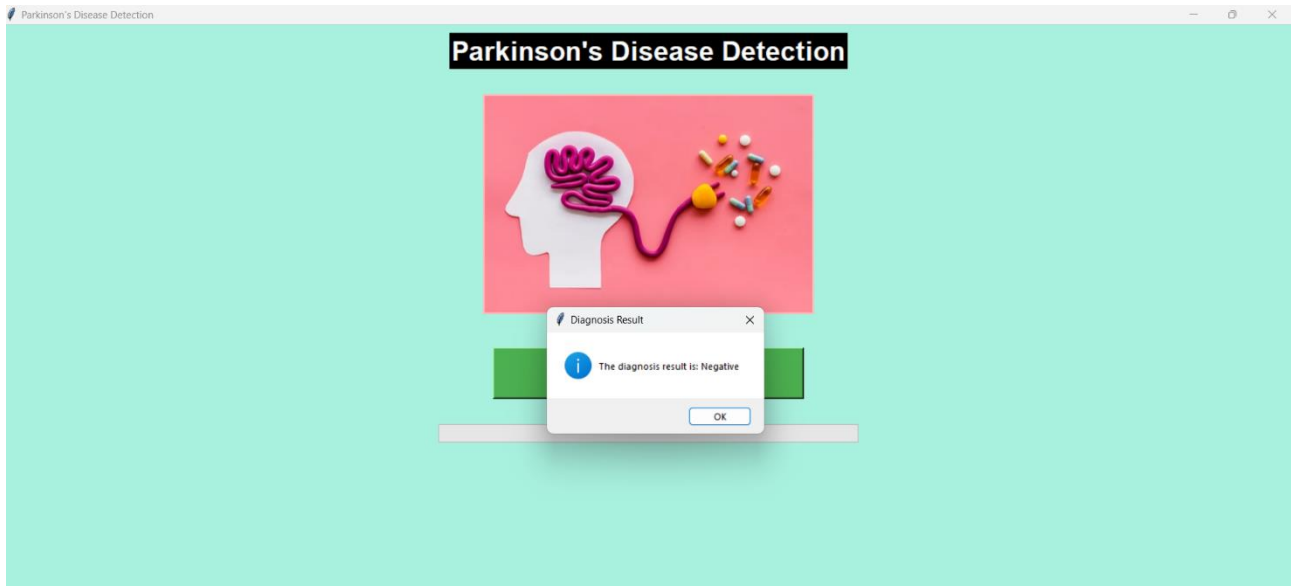 Parkinson's Disease Detection
Parkinson's Disease Detection
Diagnosis Result
The diagnosis result is: Negative
OK